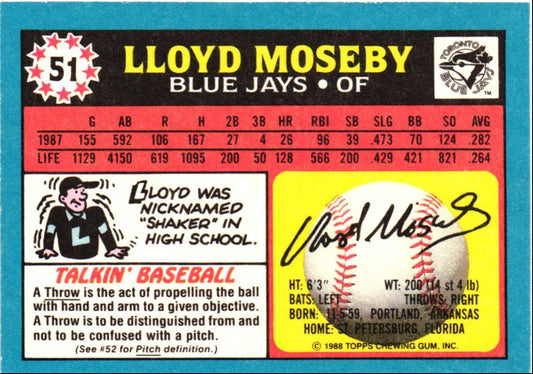 51
LLOYD MOSEBY
BLUE JAYS • OF
TORONTO
BLUE JAYS
TM
G AB R H 2B 3B HR RBI SB SLG BB SO AVG
1987 155 592 106 167 27 4 26 96 39 .473 70 124 .282
LIFE 1129 4150 619 1095 200 50 128 566 200 .429 421 821 .264
LLOYD WAS
NICKNAMED
"SHAKER" IN
HIGH SCHOOL.
L
TALKIN' BASEBALL
A Throw is the act of propelling the ball
with hand and arm to a given objective.
A Throw is to be distinguished from and
not to be confused with a pitch.
(See #52 for Pitch definition.)
Lloyd Moseby
HT: 6'3" WT: 200 (14 st 4 lb)
BATS: LEFT THROWS: RIGHT
BORN: 11-5-59, PORTLAND, ARKANSAS
HOME: ST. PETERSBURG, FLORIDA
© 1988 TOPPS CHEWING GUM, INC.